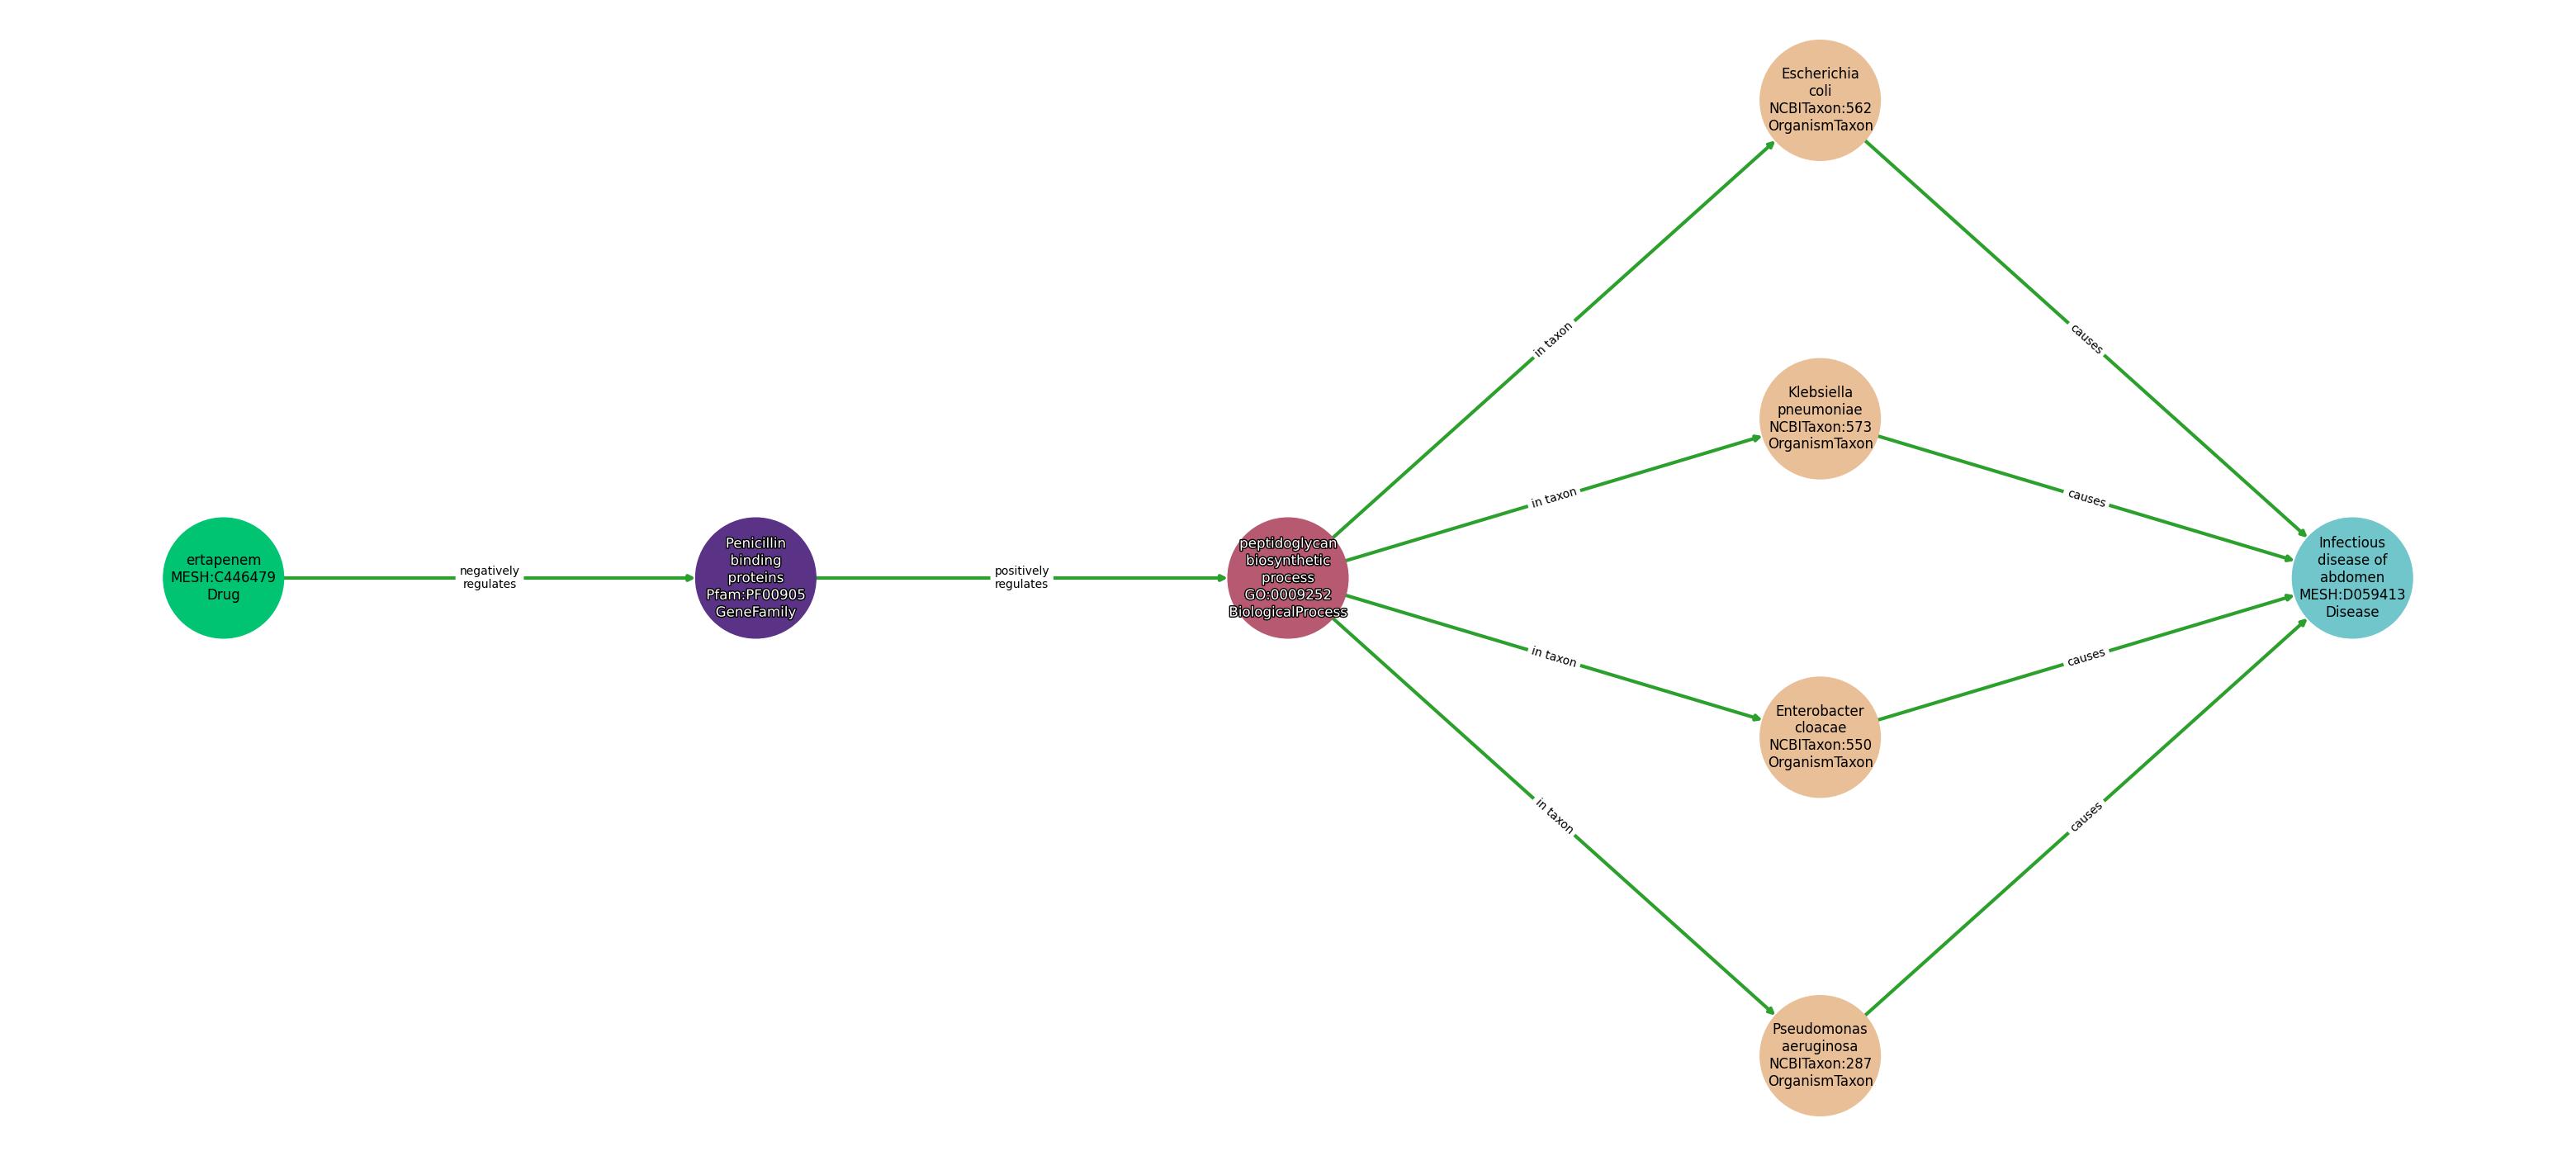 Escherichia
coli
NCBITaxon:562
OrganismTaxon
in taxon
causes
Klebsiella
pneumoniae
NCBITaxon:573
OrganismTaxon
in taxon
causes
ertapenem
MESH:C446479
Drug
negatively
regulates
Penicillin
binding
proteins
Pfam:PF00905
GeneFamily
positively
regulates
peptidoglycan
biosynthetic
process
GO:0009252
BiologicalProcess
Infectious
disease of
abdomen
MESH:D059413
Disease
in taxon
causes
Enterobacter
cloacae
NCBITaxon:550
OrganismTaxon
in taxon
causes
Pseudomonas
aeruginosa
NCBITaxon:287
OrganismTaxon